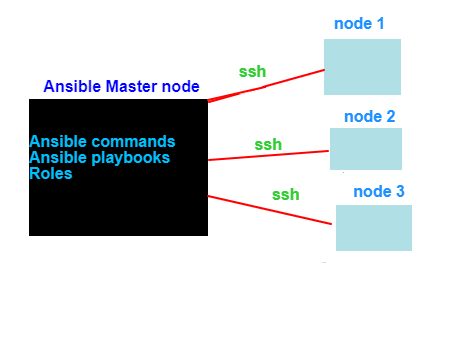 node 1
ssh
Ansible Master node
node 2
Ansible commands
ssh
Ansible playbooks
Roles
node 3
ssh